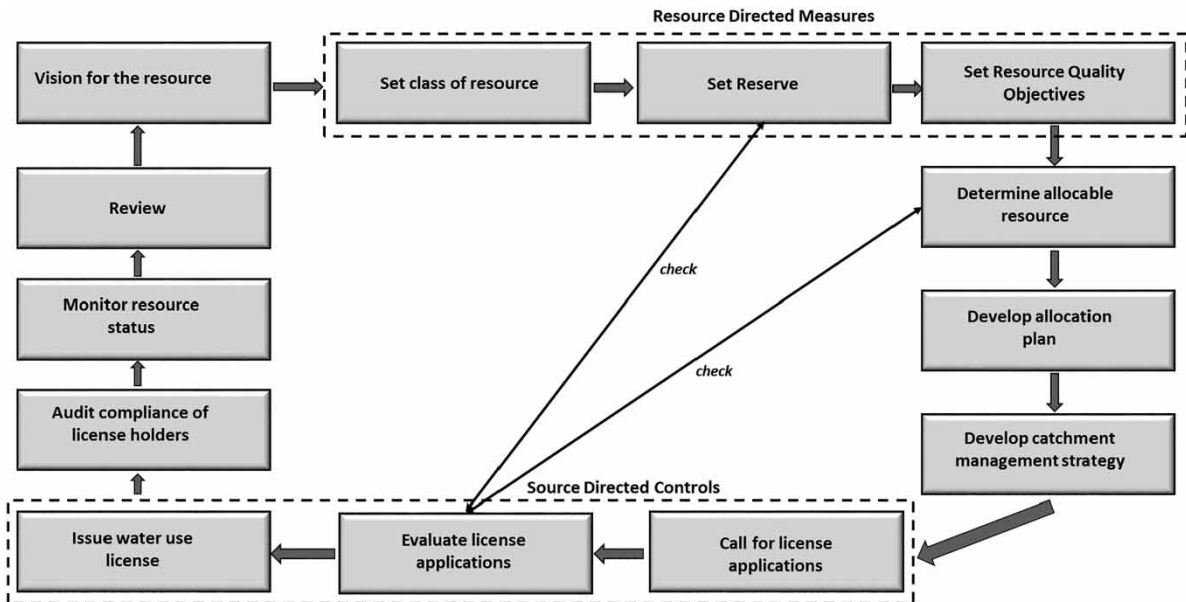 Resource Directed Measures
Vision for the resource
Set class of resource
Set Reserve
Set Resource Quality
Objectives
Review
Determine allocable
resource
check
Monitor resource
status
Develop allocation
plan
check
Audit compliance of
license holders
Develop catchment
management strategy
Source Directed Controls
Issue water use
license
Evaluate license
applications
Call for license
applications